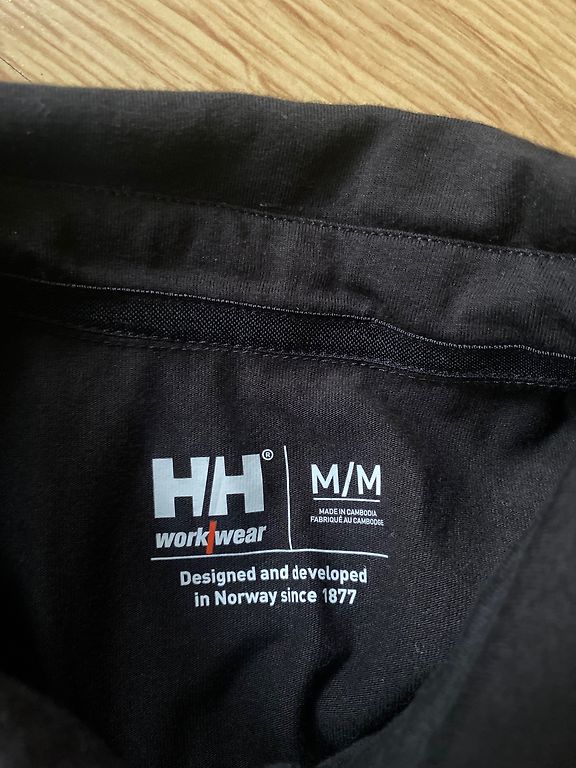 HH®
work/wear
M/M
MADE IN CAMBODIA
FABRIQUÉ AU CAMBODGE
Designed and developed
in Norway since 1877